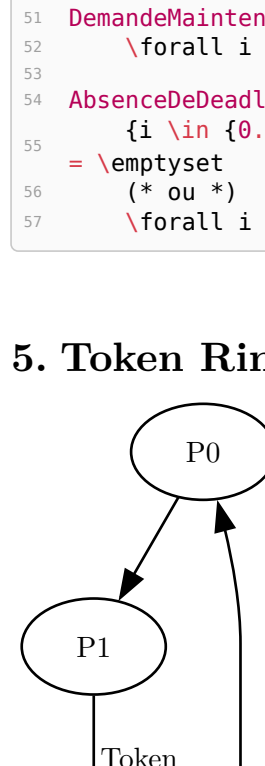 51 DemandeMainten
52 \forall i
53
54 AbsenceDeDeadl
{i \in {0.
55
= \emptyset
56 (* ou *)
57 \forall i
5. Token Rin
P0
P1
Token